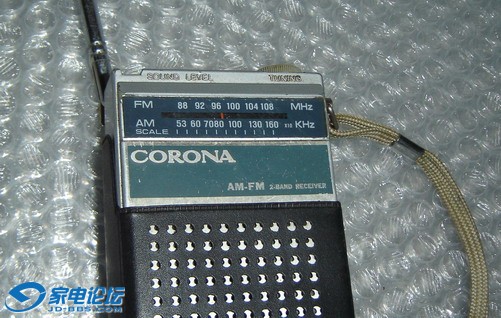 SOUND LEVEL TUNING
FM 88 92 96 100 104 108 MHz
AM 53 60 70 80 100 130 160 X10 KHz
SCALE
CORONA
AM-FM 2-BAND RECEIVER
家电论坛
JD-BBS.COM